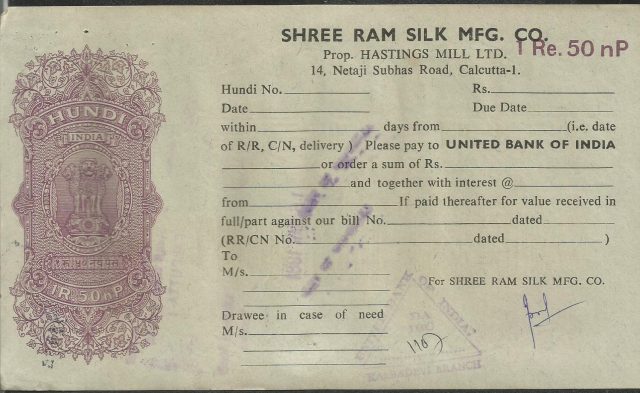 SHREE RAM SILK MFG. CO.
1 Re. 50 nP
Prop. HASTINGS MILL LTD.
14, Netaji Subhas Road, Calcutta-1.
Hundi No. Rs.
Date Due Date
within days from (i.e. date
of R/R, C/N, delivery ) Please pay to UNITED BANK OF INDIA
or order a sum of Rs.
and together with interest @
from If paid thereafter for value received in
full/part against our bill No. dated
(RR/CN No. dated )
To
M/s.
For SHREE RAM SILK MFG. CO.
Drawee in case of need
M/s.
HUNDI
INDIA
1R.50nP
OF INDIA
BRANCH